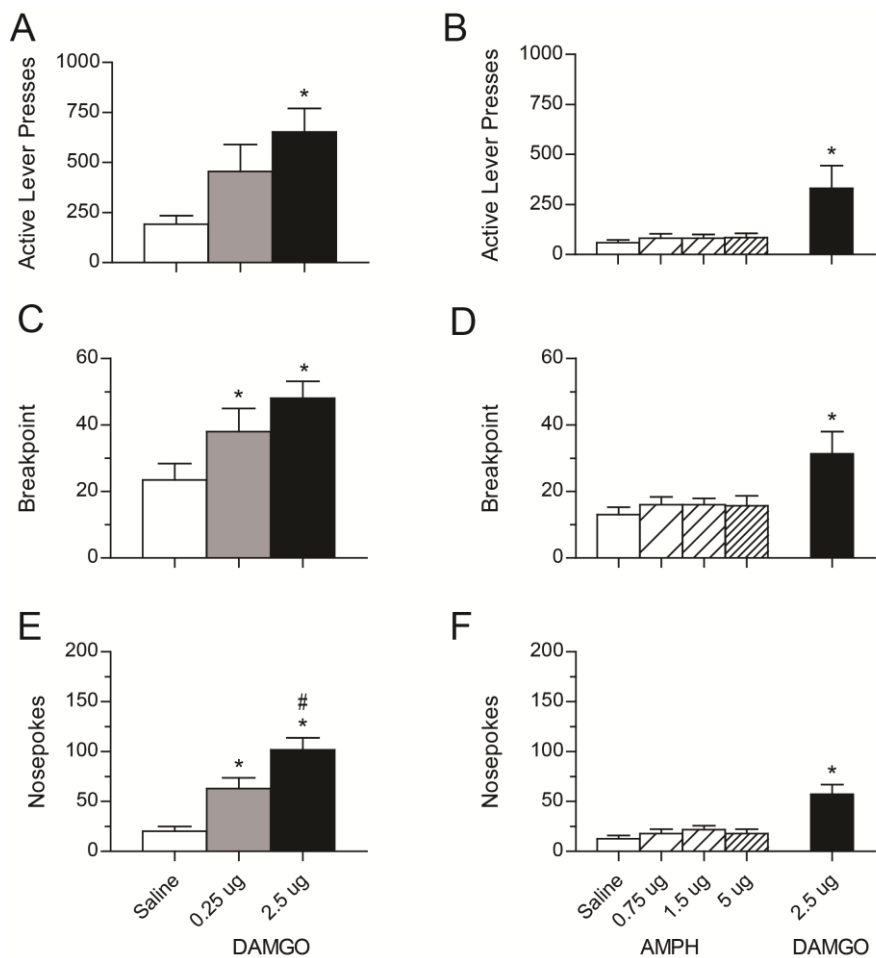 A
Active Lever Presses
1000
750
500
250
0
*
B
Active Lever Presses
1000
750
500
250
0
*
C
Breakpoint
60
40
20
0
*
*
D
Breakpoint
60
40
20
0
*
E
Nosepokes
200
150
100
50
0
*
#
*
Saline
0.25 ug
2.5 ug
DAMGO
F
Nosepokes
200
150
100
50
0
*
Saline
0.75 ug
1.5 ug
5 ug
2.5 ug
AMPH
DAMGO